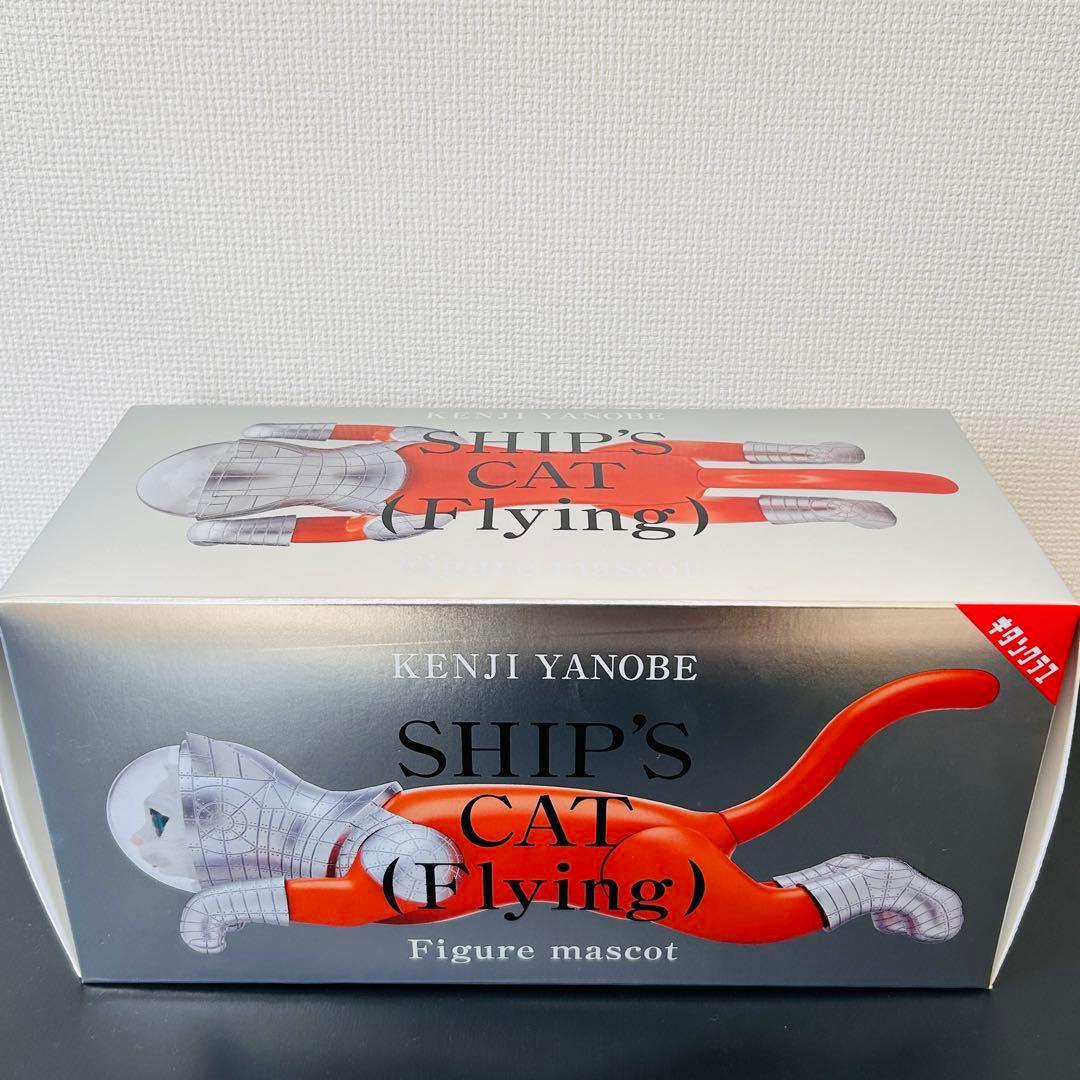 KENJI YANOBE
SHIP'S
CAT
(Flying)
Figure mascot
キタンクラブ
KENJI YANOBE
SHIP'S
CAT
(Flying)
Figure mascot